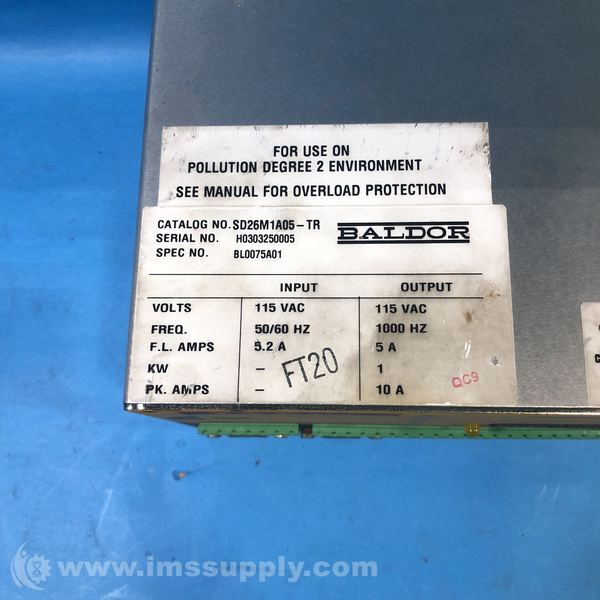 FOR USE ON
POLLUTION DEGREE 2 ENVIRONMENT
SEE MANUAL FOR OVERLOAD PROTECTION
CATALOG NO. SD26M1A05-TR
BALDOR
SERIAL NO. H0303250005
SPEC NO. BL0075A01
INPUT OUTPUT
VOLTS 115 VAC 115 VAC
FREQ. 50/60 HZ 1000 HZ
F.L. AMPS 5.2 A 5 A
KW - 1
PK. AMPS - 10 A
FT20
QC9
C
ims
© www.imssupply.com